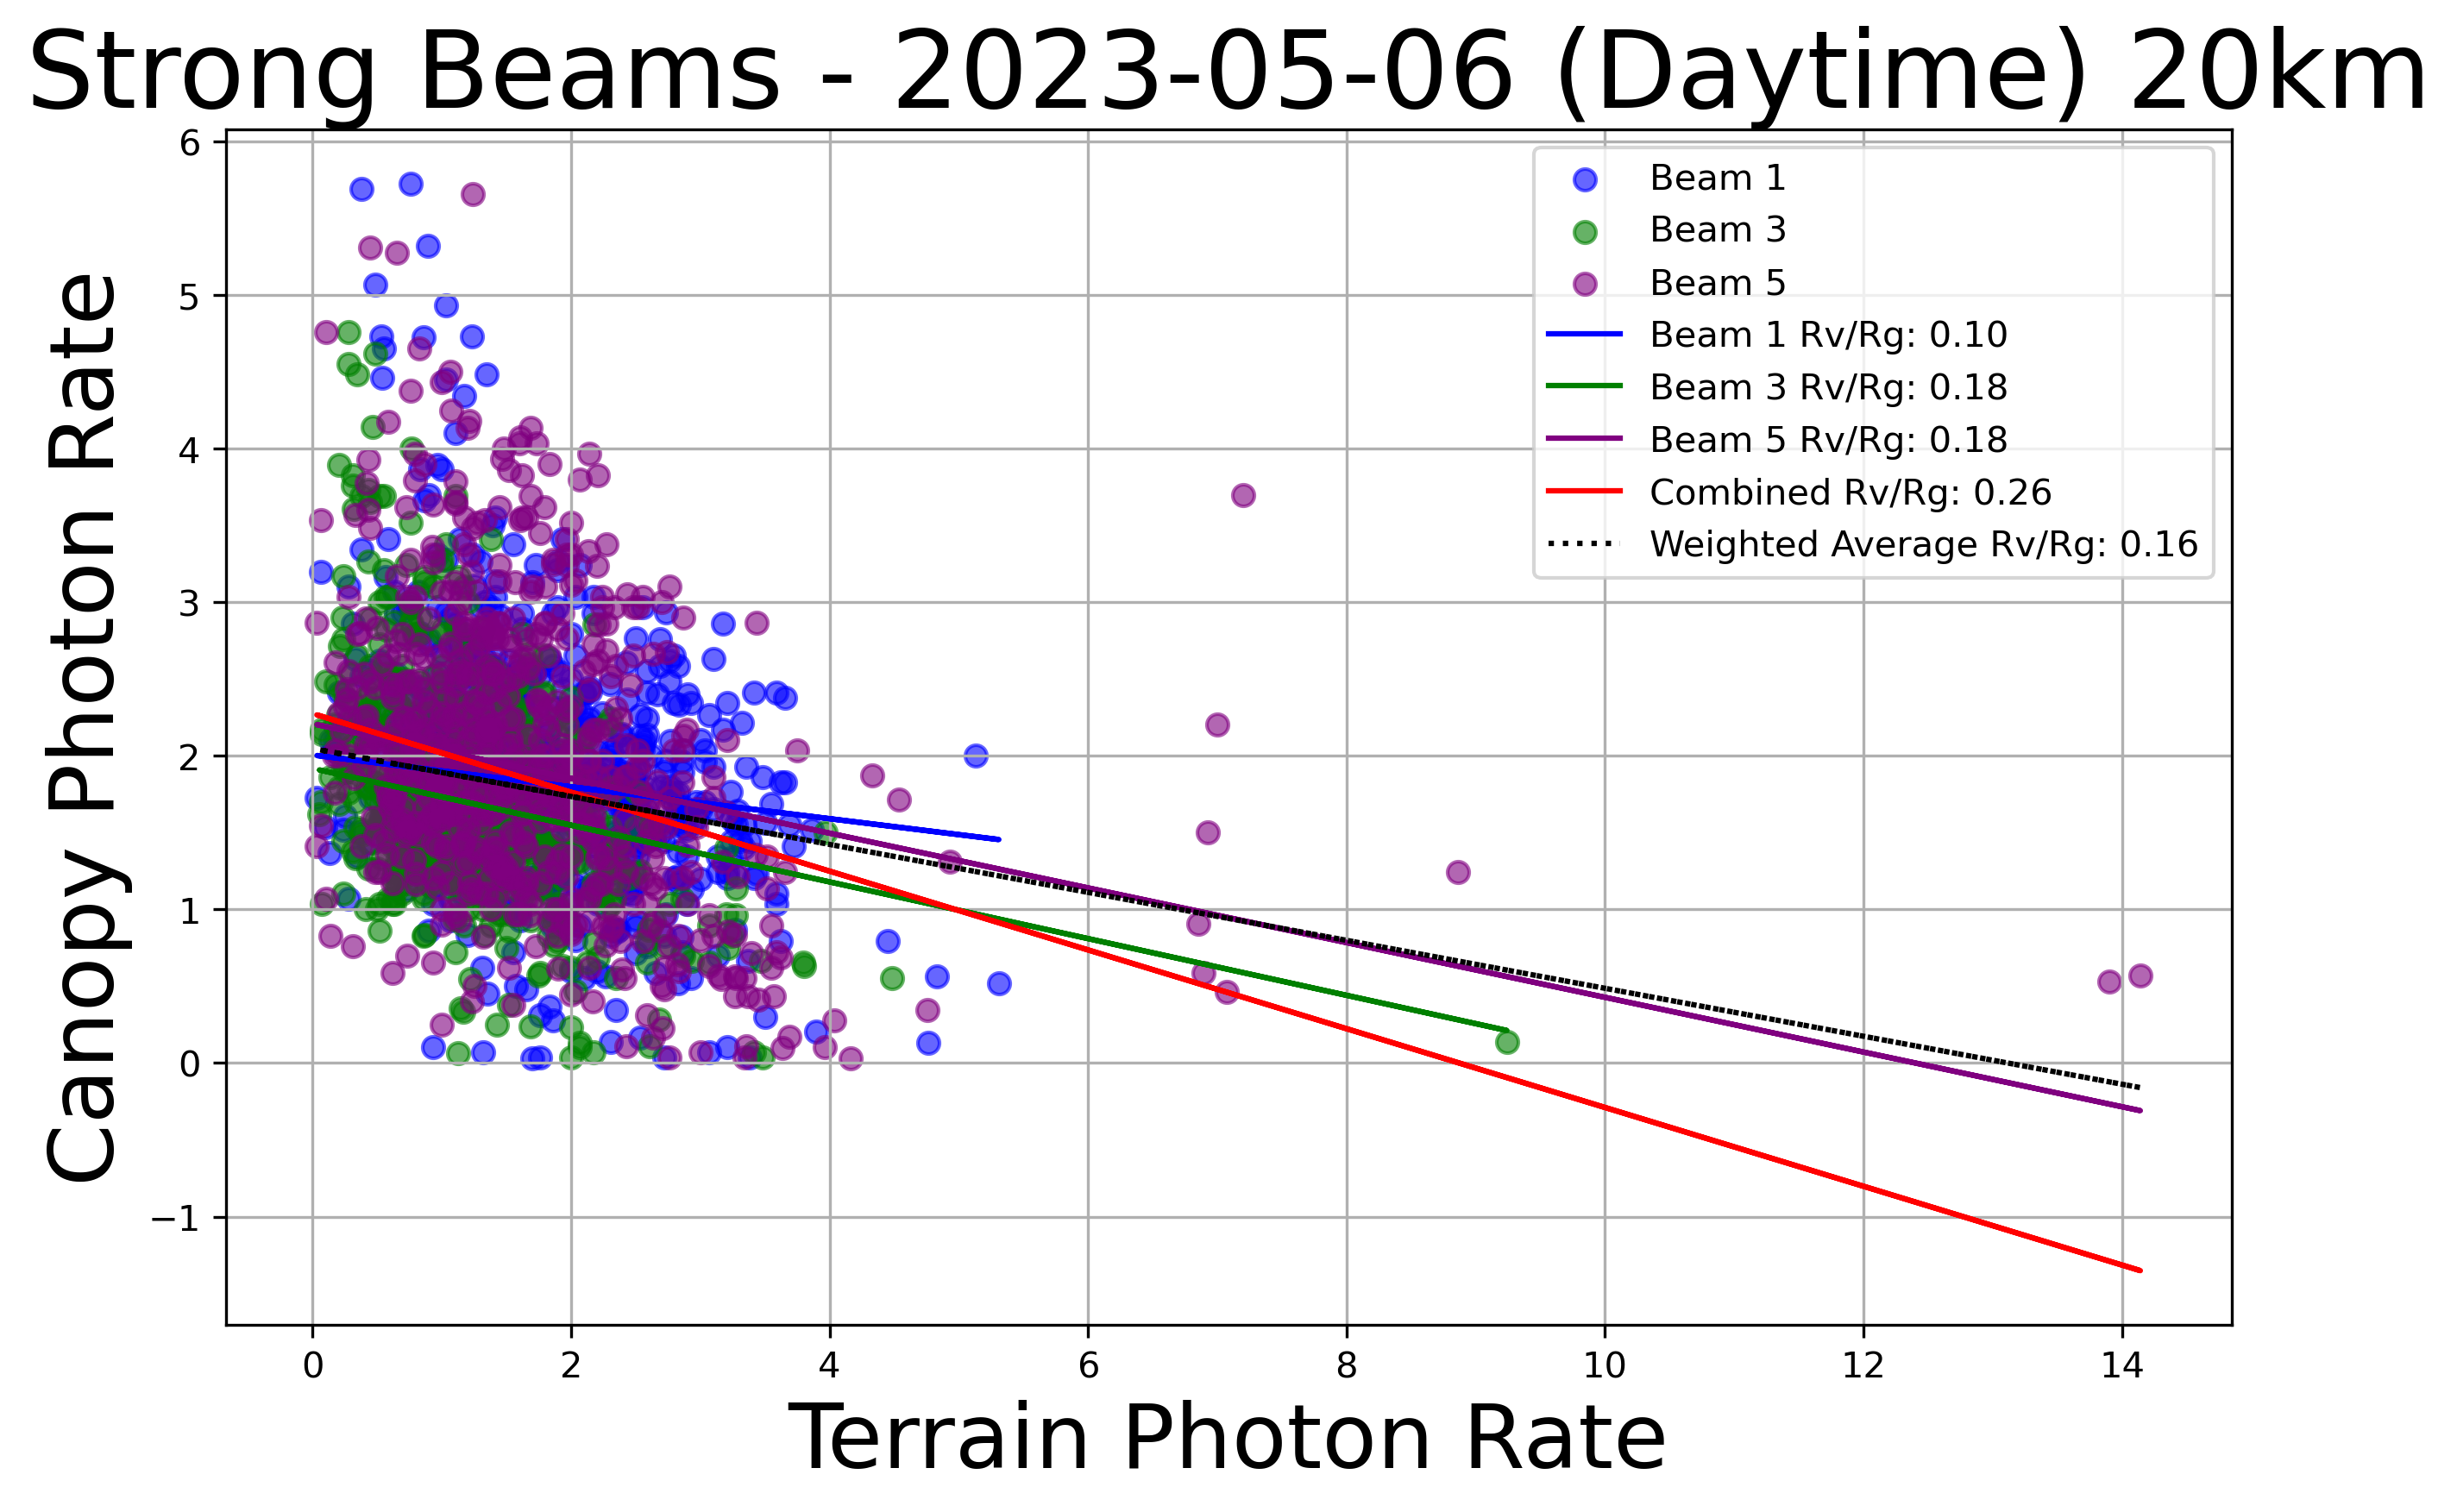 Strong Beams - 2023-05-06 (Daytime) 20km
Canopy Photon Rate
6
5
4
3
2
1
0
−1
Beam 1
Beam 3
Beam 5
Beam 1 Rv/Rg: 0.10
Beam 3 Rv/Rg: 0.18
Beam 5 Rv/Rg: 0.18
Combined Rv/Rg: 0.26
Weighted Average Rv/Rg: 0.16
0 2 4 6 8 10 12 14
Terrain Photon Rate